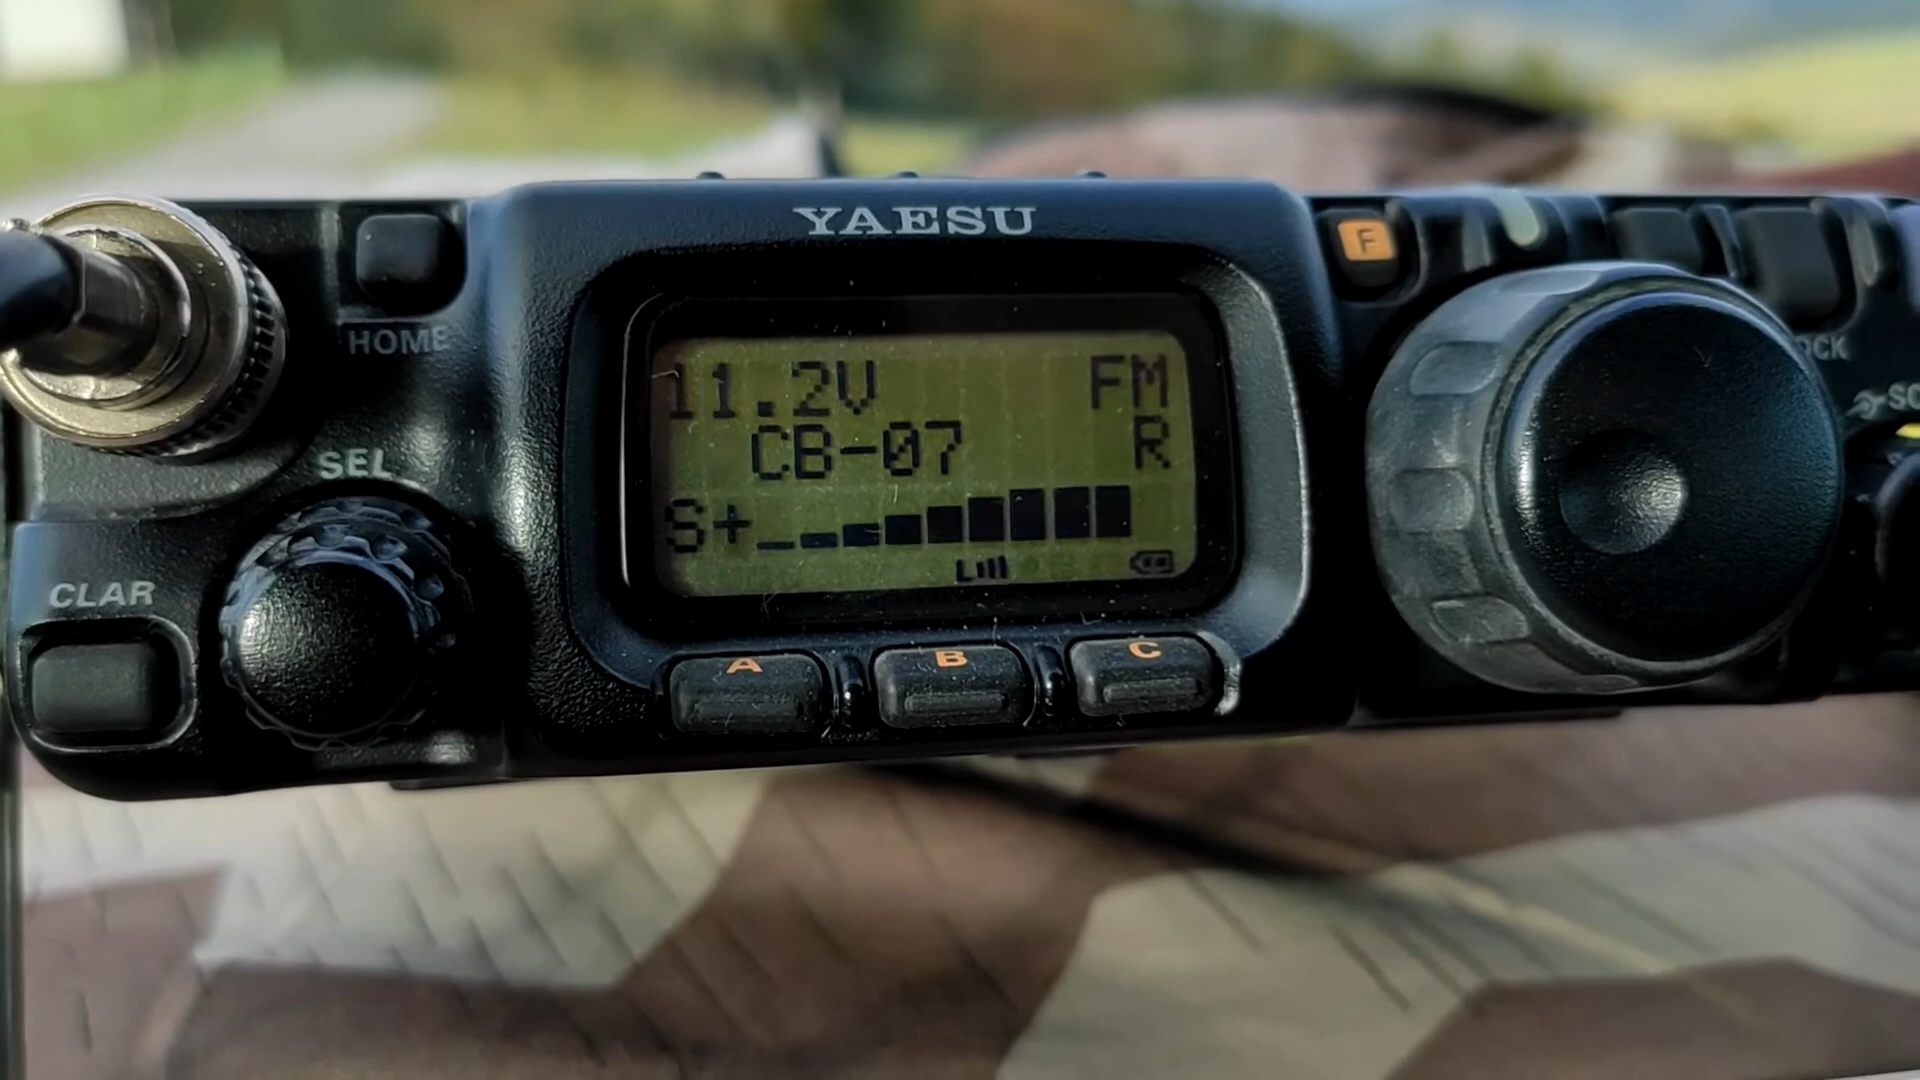 YAESU
F
HOME
11.2V FM
CB-07 R
S+
SEL
CLAR
A B C